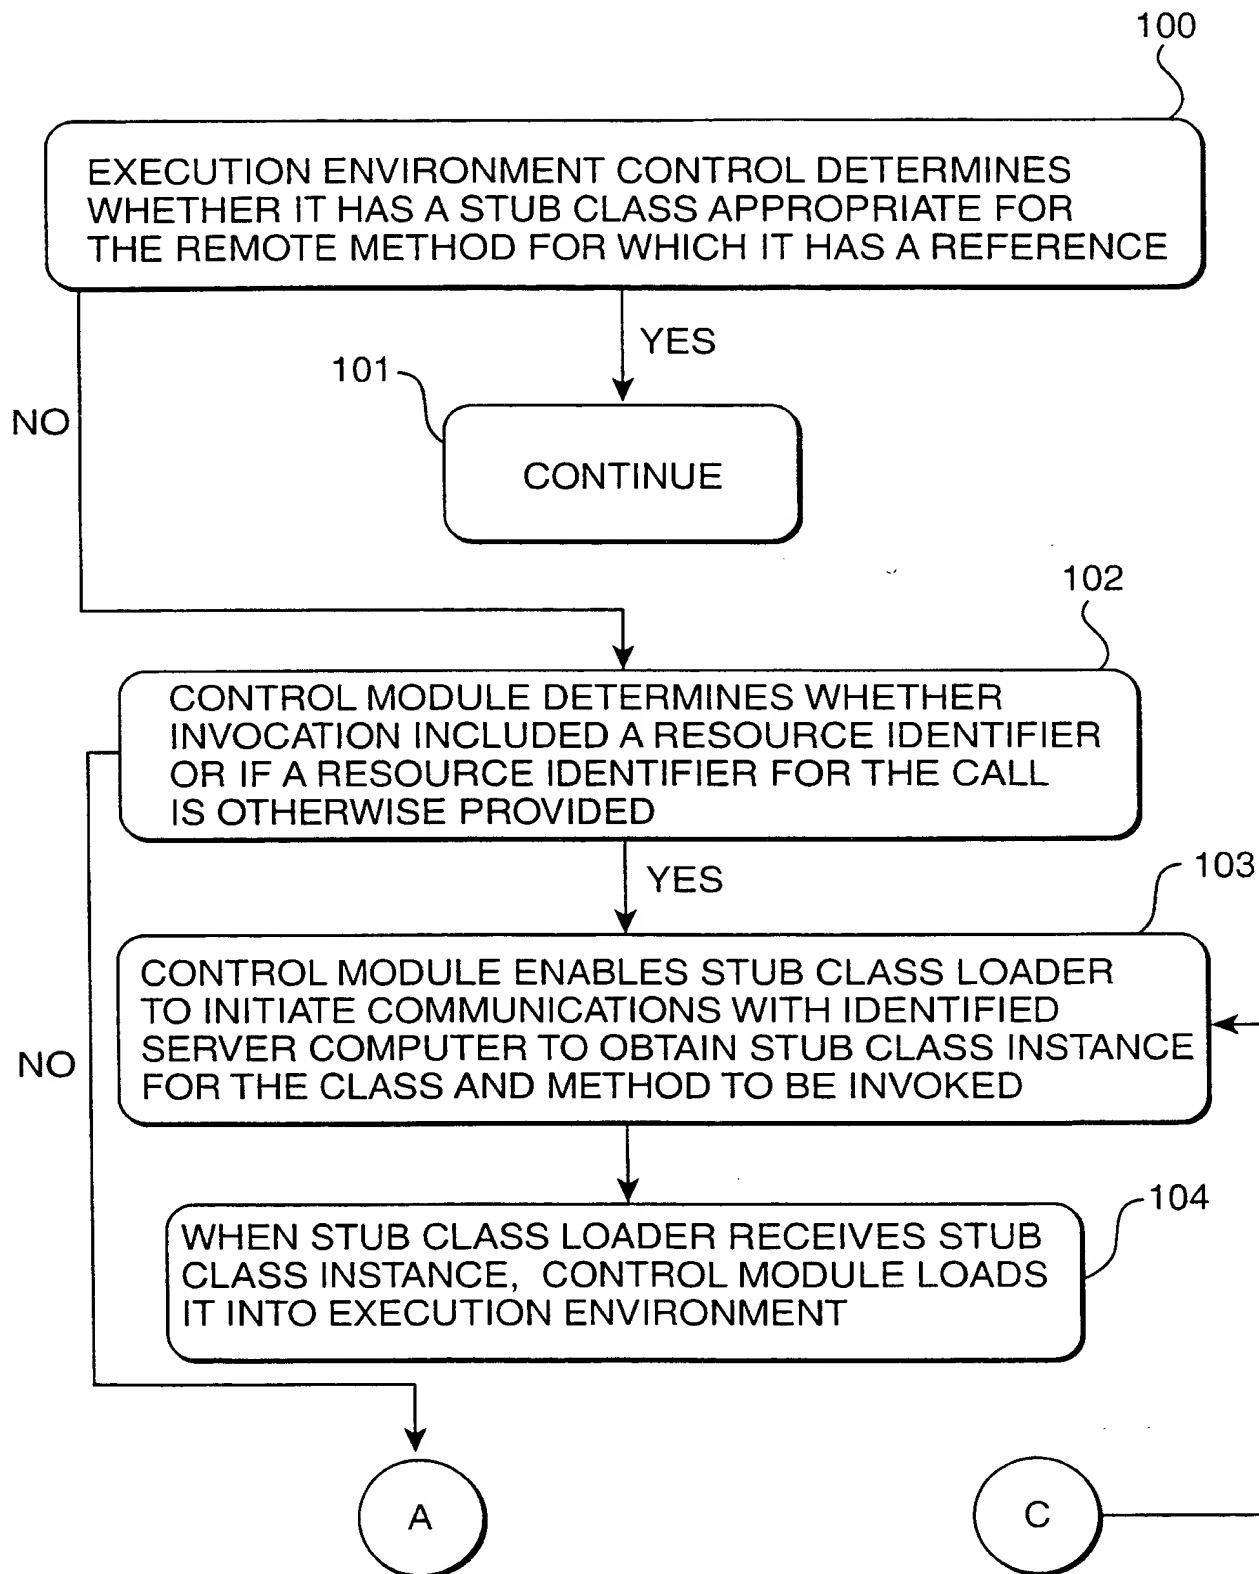 100
EXECUTION ENVIRONMENT CONTROL DETERMINES
WHETHER IT HAS A STUB CLASS APPROPRIATE FOR
THE REMOTE METHOD FOR WHICH IT HAS A REFERENCE
YES
101
NO
CONTINUE
102
CONTROL MODULE DETERMINES WHETHER
INVOCATION INCLUDED A RESOURCE IDENTIFIER
OR IF A RESOURCE IDENTIFIER FOR THE CALL
IS OTHERWISE PROVIDED
YES
103
CONTROL MODULE ENABLES STUB CLASS LOADER
TO INITIATE COMMUNICATIONS WITH IDENTIFIED
SERVER COMPUTER TO OBTAIN STUB CLASS INSTANCE
FOR THE CLASS AND METHOD TO BE INVOKED
NO
104
WHEN STUB CLASS LOADER RECEIVES STUB
CLASS INSTANCE, CONTROL MODULE LOADS
IT INTO EXECUTION ENVIRONMENT
A
C